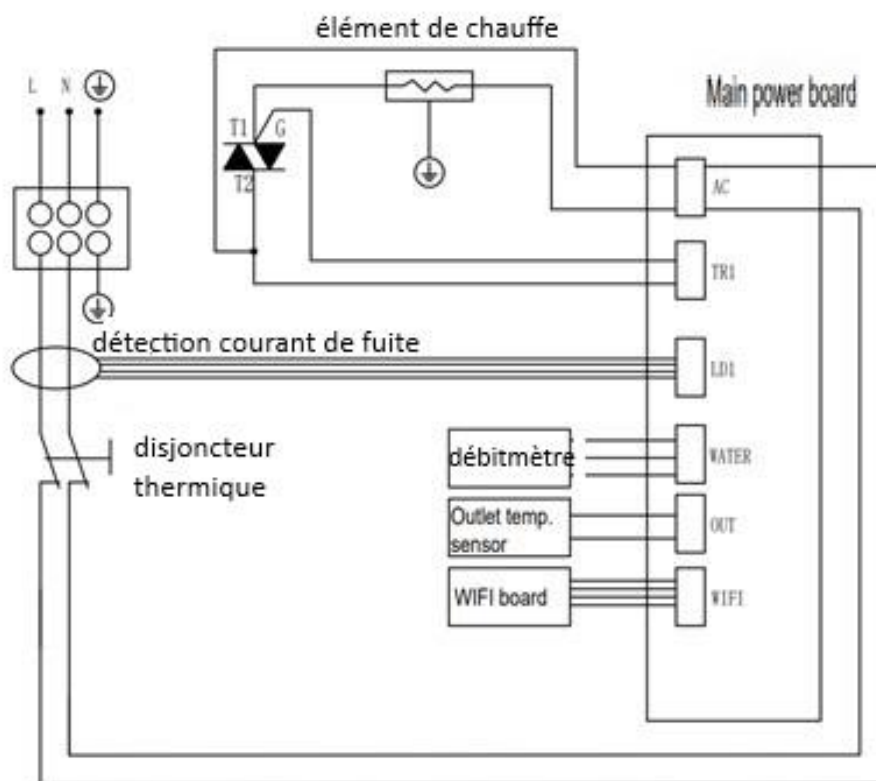 élément de chauffe
L N
Main power board
T1 G
T2
AC
TR1
détection courant de fuite
LD1
disjoncteur
thermique
débitmètre
WATER
Outlet temp.
sensor
OUT
WIFI board
WIFI